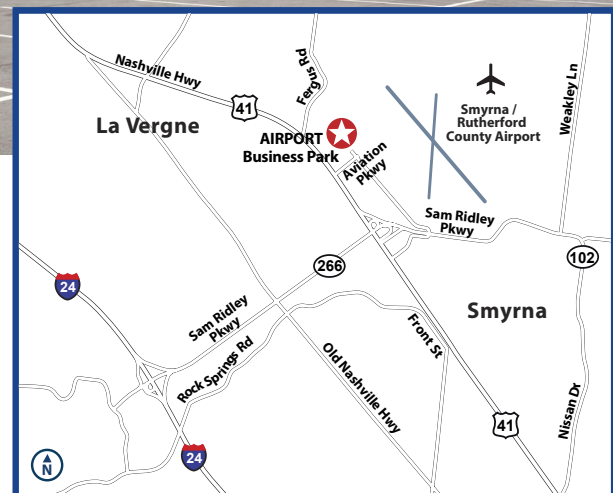 Nashville Hwy
41
Fergus Rd
Weakley Ln
La Vergne
Smyrna /
Rutherford
County Airport
AIRPORT
Business Park
Aviation
Pkwy
Sam Ridley
Pkwy
102
266
24
Smyrna
Sam Ridley
Pkwy
Rock Springs Rd
Front St
Old Nashville Hwy
Nissan Dr
41
24
N